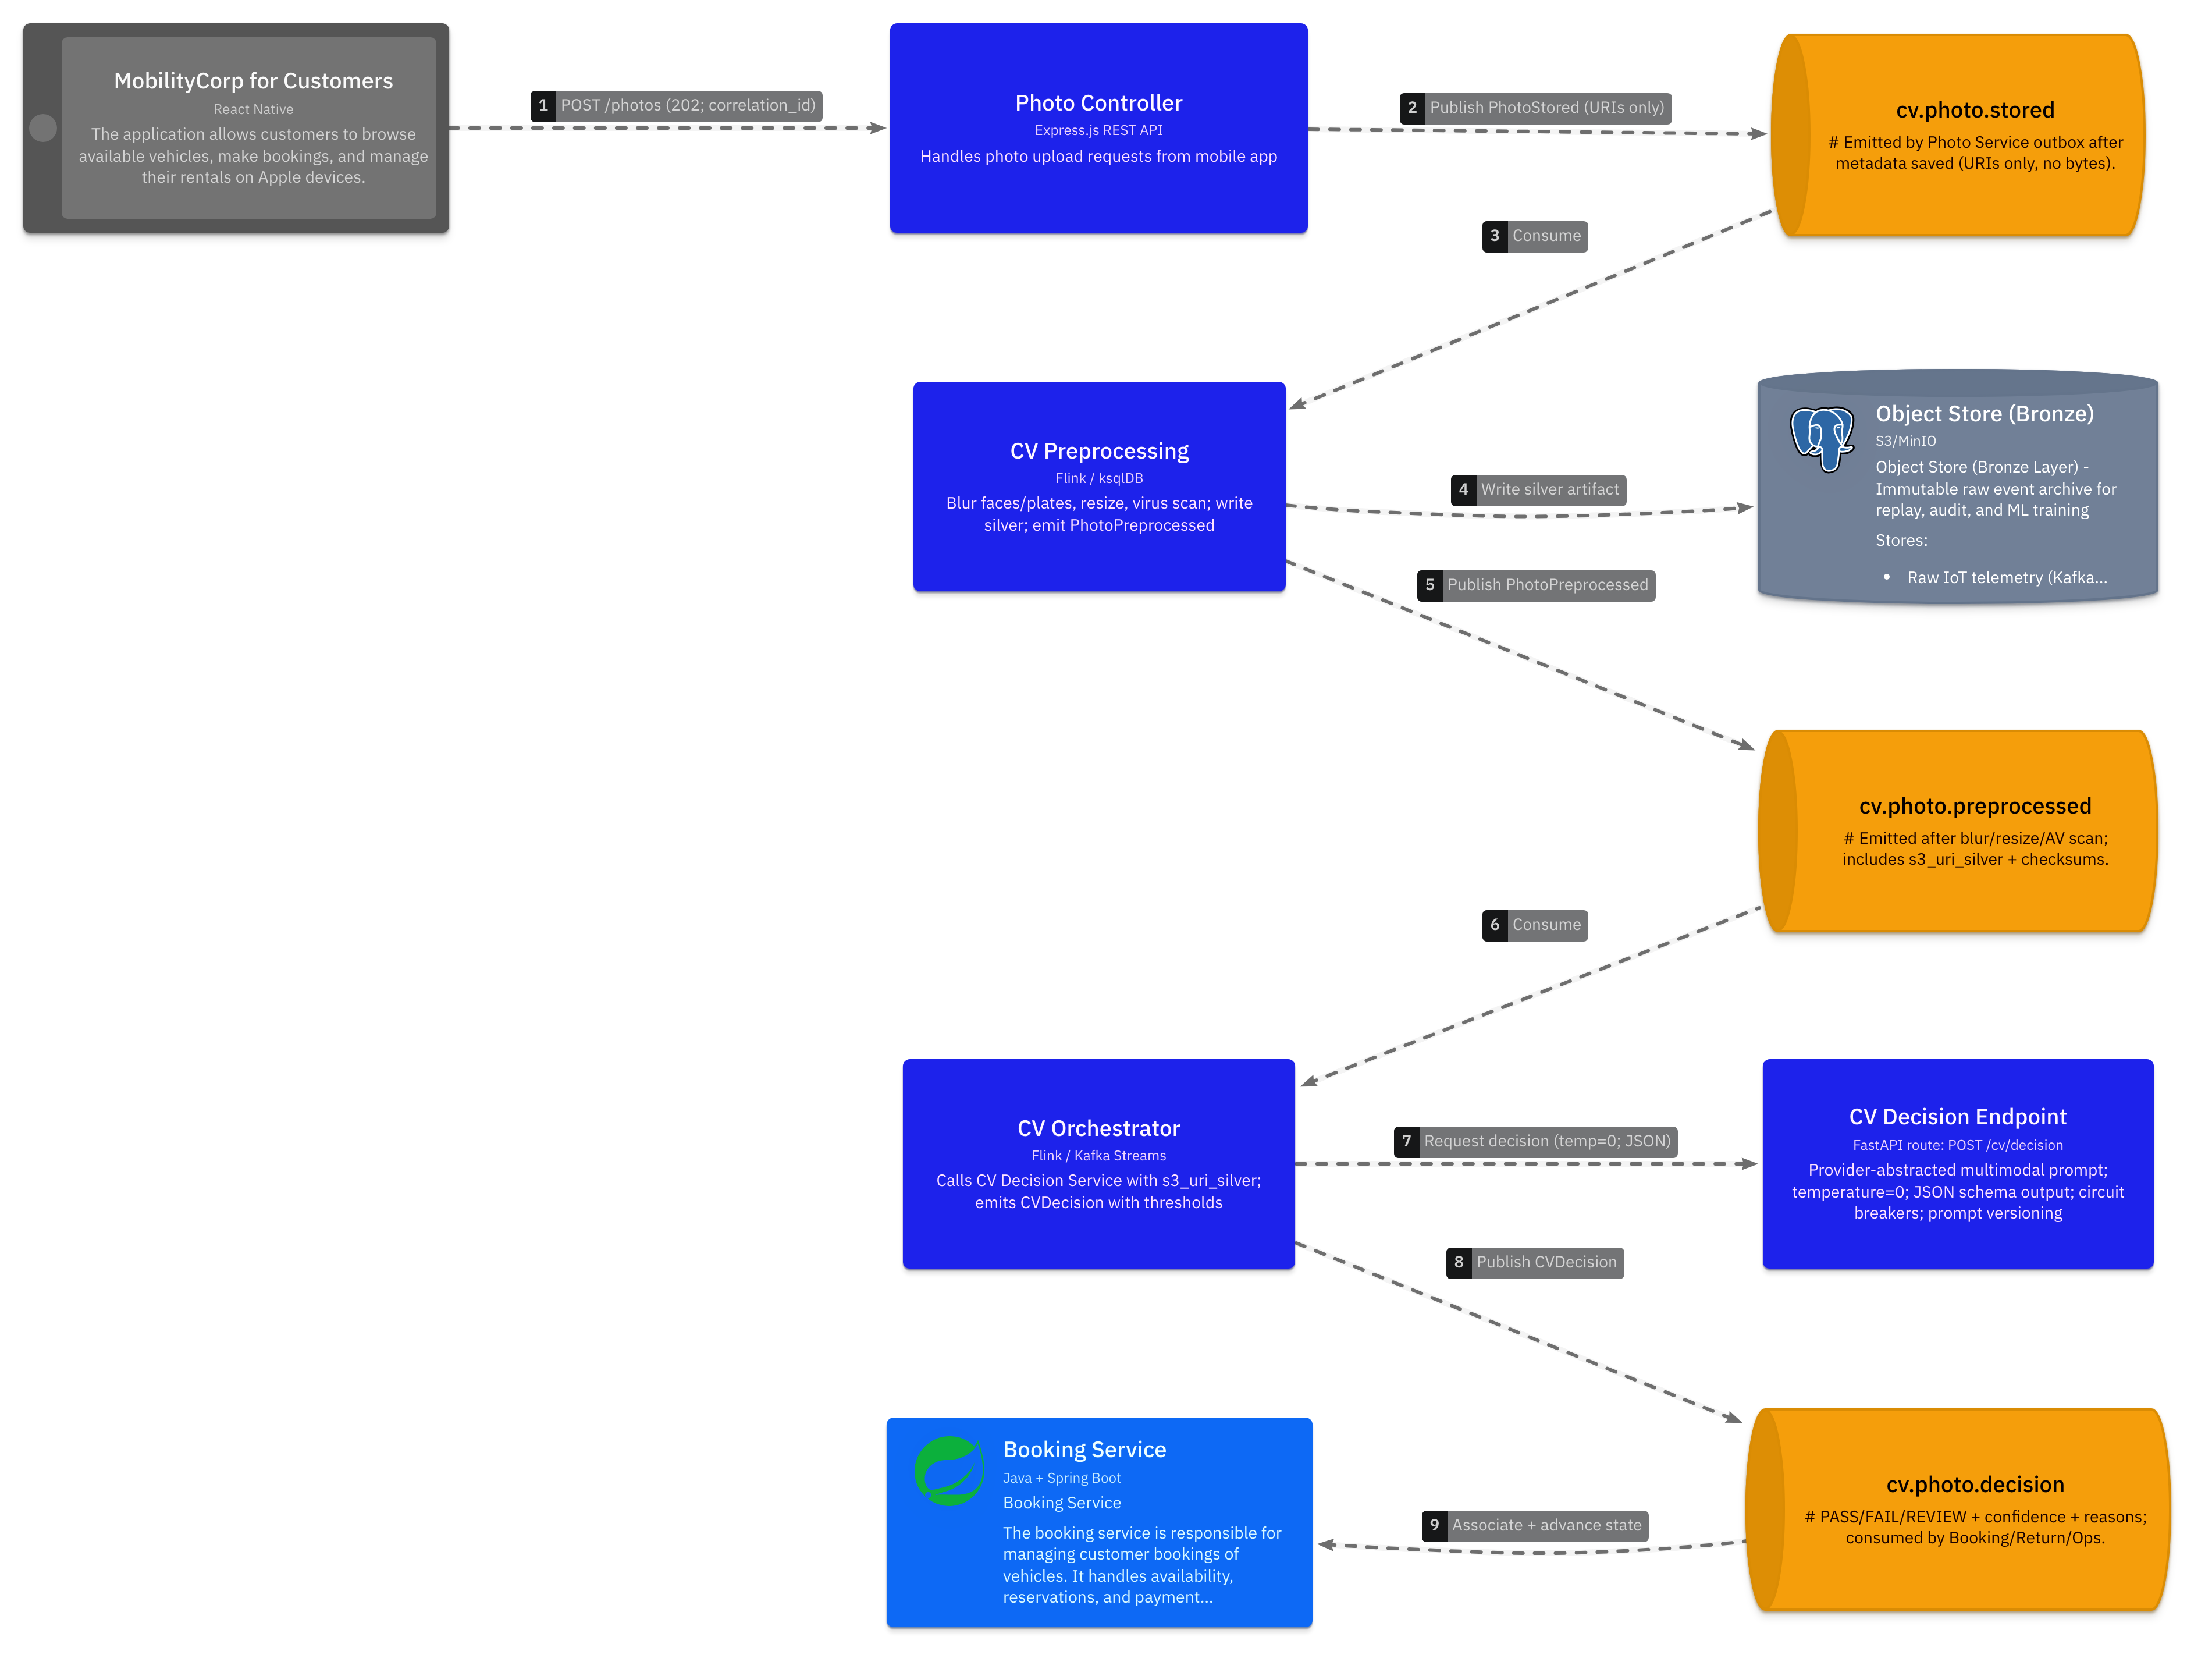 MobilityCorp for Customers
React Native
The application allows customers to browse
available vehicles, make bookings, and manage
their rentals on Apple devices.
1 POST /photos (202; correlation_id)
Photo Controller
Express.js REST API
Handles photo upload requests from mobile app
2 Publish PhotoStored (URIs only)
cv.photo.stored
# Emitted by Photo Service outbox after
metadata saved (URIs only, no bytes).
3 Consume
CV Preprocessing
Flink / ksqlDB
Blur faces/plates, resize, virus scan; write
silver; emit PhotoPreprocessed
4 Write silver artifact
Object Store (Bronze)
S3/MinIO
Object Store (Bronze Layer) -
Immutable raw event archive for
replay, audit, and ML training
Stores:
• Raw IoT telemetry (Kafka...
5 Publish PhotoPreprocessed
cv.photo.preprocessed
# Emitted after blur/resize/AV scan;
includes s3_uri_silver + checksums.
6 Consume
CV Orchestrator
Flink / Kafka Streams
Calls CV Decision Service with s3_uri_silver;
emits CVDecision with thresholds
7 Request decision (temp=0; JSON)
CV Decision Endpoint
FastAPI route: POST /cv/decision
Provider-abstracted multimodal prompt;
temperature=0; JSON schema output; circuit
breakers; prompt versioning
8 Publish CVDecision
Booking Service
Java + Spring Boot
Booking Service
The booking service is responsible for
managing customer bookings of
vehicles. It handles availability,
reservations, and payment...
9 Associate + advance state
cv.photo.decision
# PASS/FAIL/REVIEW + confidence + reasons;
consumed by Booking/Return/Ops.